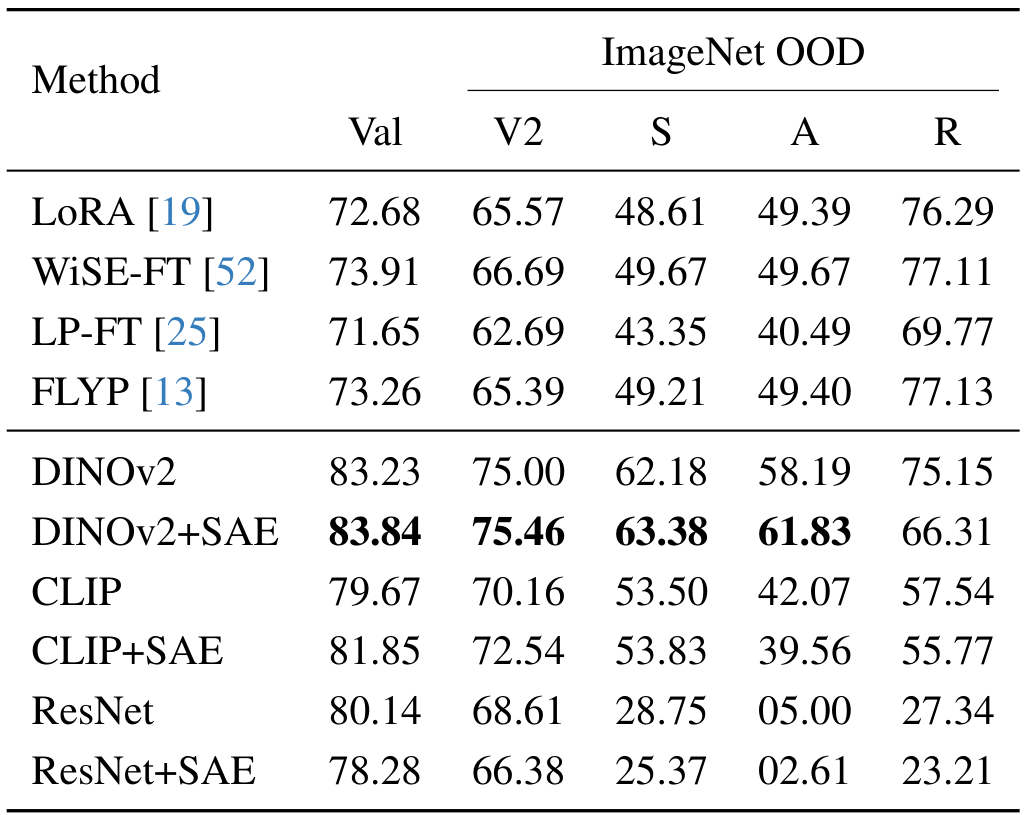 Method ImageNet OOD
Val V2 S A R
LoRA [19] 72.68 65.57 48.61 49.39 76.29
WiSE-FT [52] 73.91 66.69 49.67 49.67 77.11
LP-FT [25] 71.65 62.69 43.35 40.49 69.77
FLYP [13] 73.26 65.39 49.21 49.40 77.13
DINOv2 83.23 75.00 62.18 58.19 75.15
DINOv2+SAE 83.84 75.46 63.38 61.83 66.31
CLIP 79.67 70.16 53.50 42.07 57.54
CLIP+SAE 81.85 72.54 53.83 39.56 55.77
ResNet 80.14 68.61 28.75 05.00 27.34
ResNet+SAE 78.28 66.38 25.37 02.61 23.21